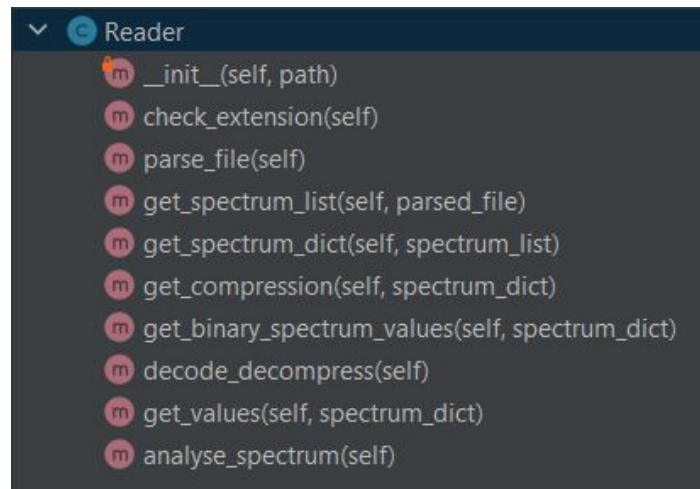 C Reader
m __init__(self, path)
m check_extension(self)
m parse_file(self)
m get_spectrum_list(self, parsed_file)
m get_spectrum_dict(self, spectrum_list)
m get_compression(self, spectrum_dict)
m get_binary_spectrum_values(self, spectrum_dict)
m decode_decompress(self)
m get_values(self, spectrum_dict)
m analyse_spectrum(self)